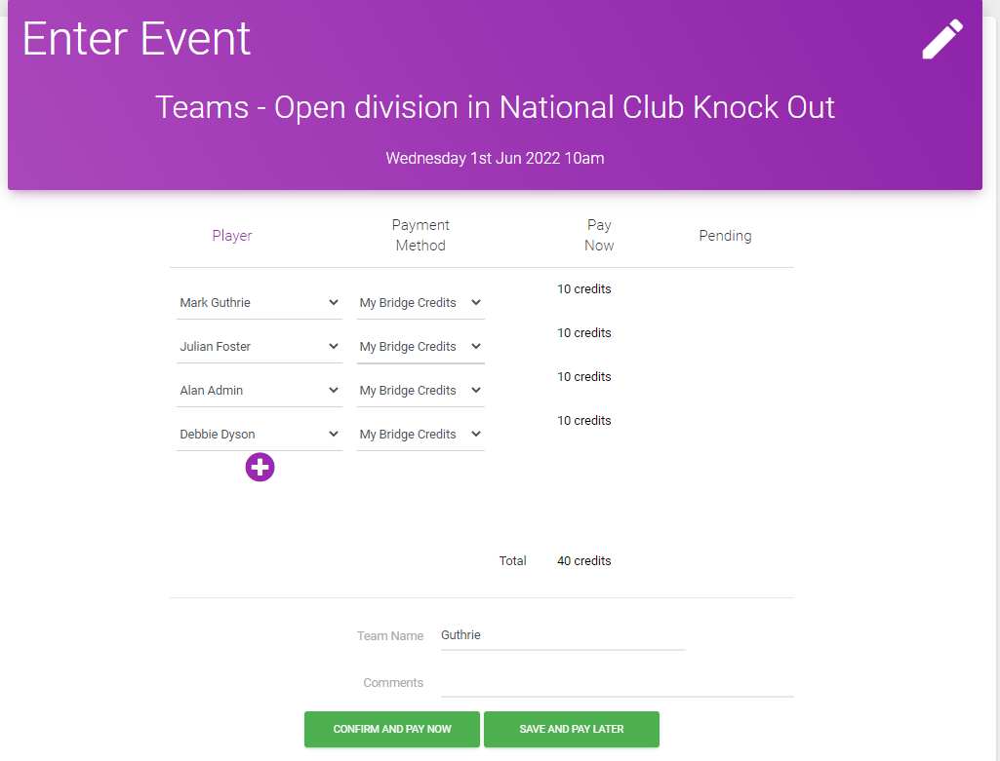 Enter Event
Teams - Open division in National Club Knock Out
Wednesday 1st Jun 2022 10am
Player Payment Method Pay Now Pending
Mark Guthrie My Bridge Credits 10 credits
Julian Foster My Bridge Credits 10 credits
Alan Admin My Bridge Credits 10 credits
Debbie Dyson My Bridge Credits 10 credits
Total 40 credits
Team Name Guthrie
Comments
CONFIRM AND PAY NOW SAVE AND PAY LATER